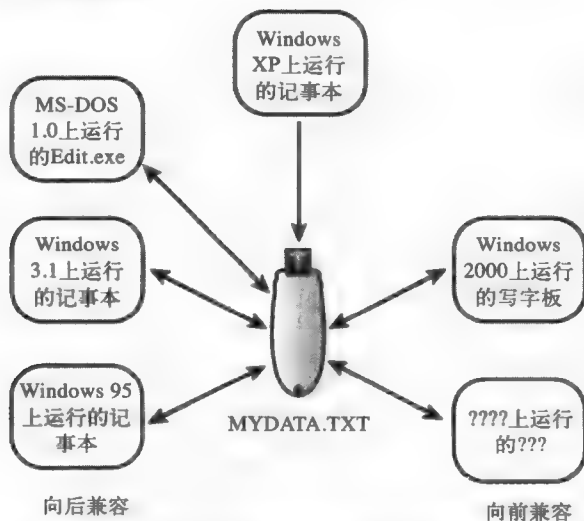 Windows
XP上运行
的记事本
MS-DOS
1.0上运行
的Edit.exe
Windows
3.1上运行
的记事本
Windows
2000上运行
的写字板
Windows 95
上运行的记
事本
MYDATA.TXT
????上运行
的???
向后兼容
向前兼容